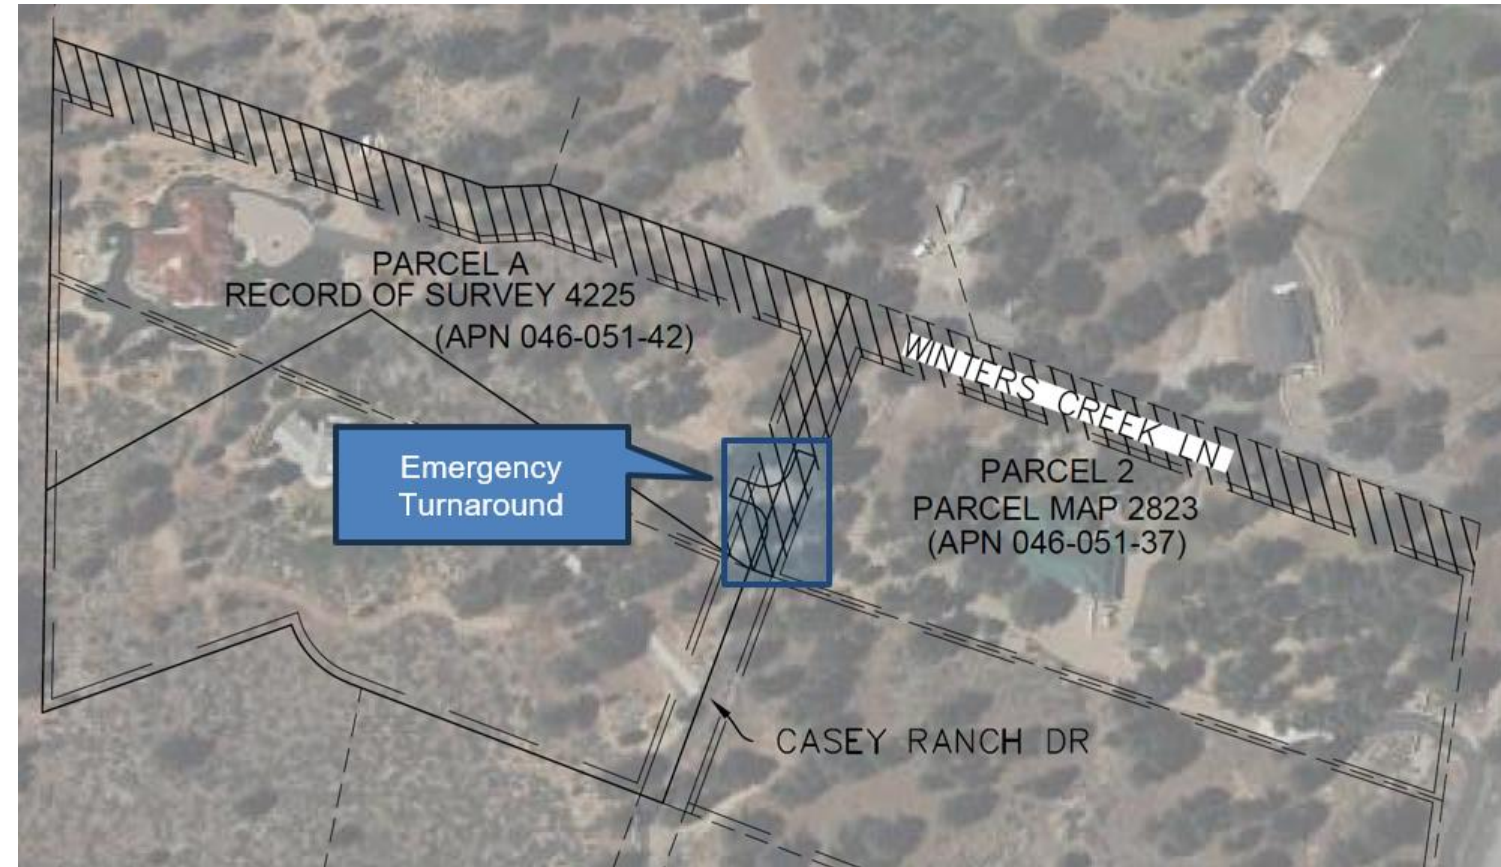 PARCEL A
RECORD OF SURVEY 4225
(APN 046-051-42)
WINTERS CREEK LN
Emergency
Turnaround
PARCEL 2
PARCEL MAP 2823
(APN 046-051-37)
CASEY RANCH DR